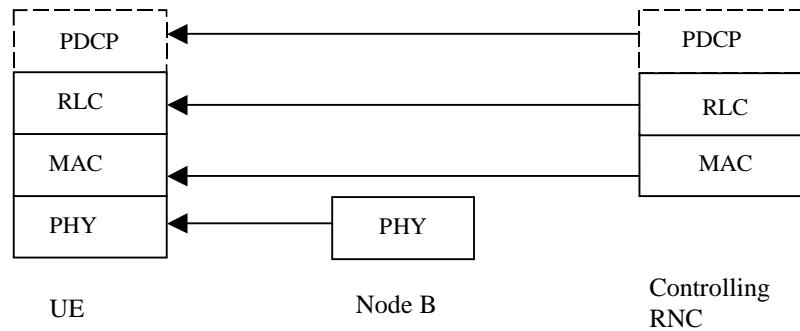 PDCP
PDCP
RLC
RLC
MAC
MAC
PHY
PHY
UE
Node B
Controlling
RNC